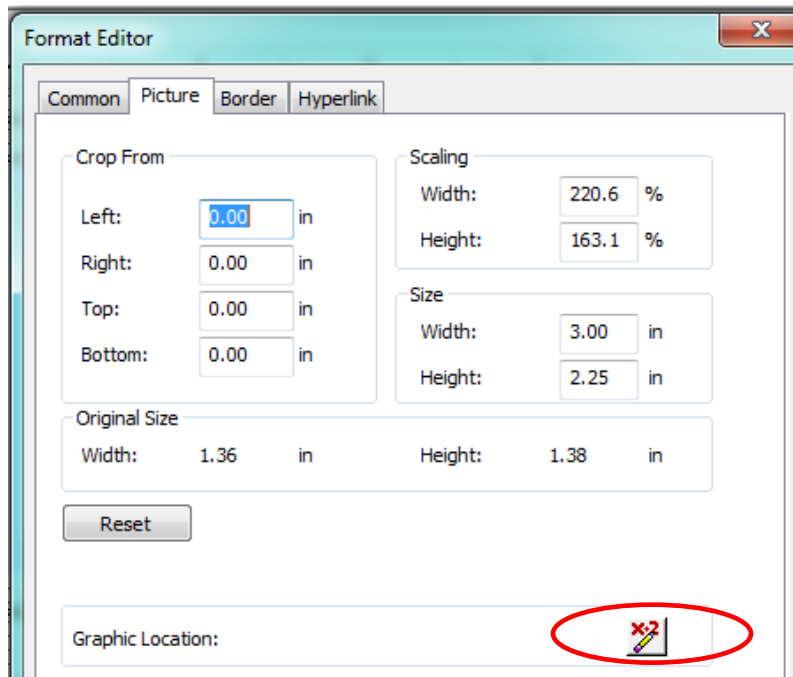 Format Editor
x
Common Picture Border Hyperlink
Crop From
Left: 0.00 in
Right: 0.00 in
Top: 0.00 in
Bottom: 0.00 in
Scaling
Width: 220.6 %
Height: 163.1 %
Size
Width: 3.00 in
Height: 2.25 in
Original Size
Width: 1.36 in Height: 1.38 in
Reset
Graphic Location: X+2